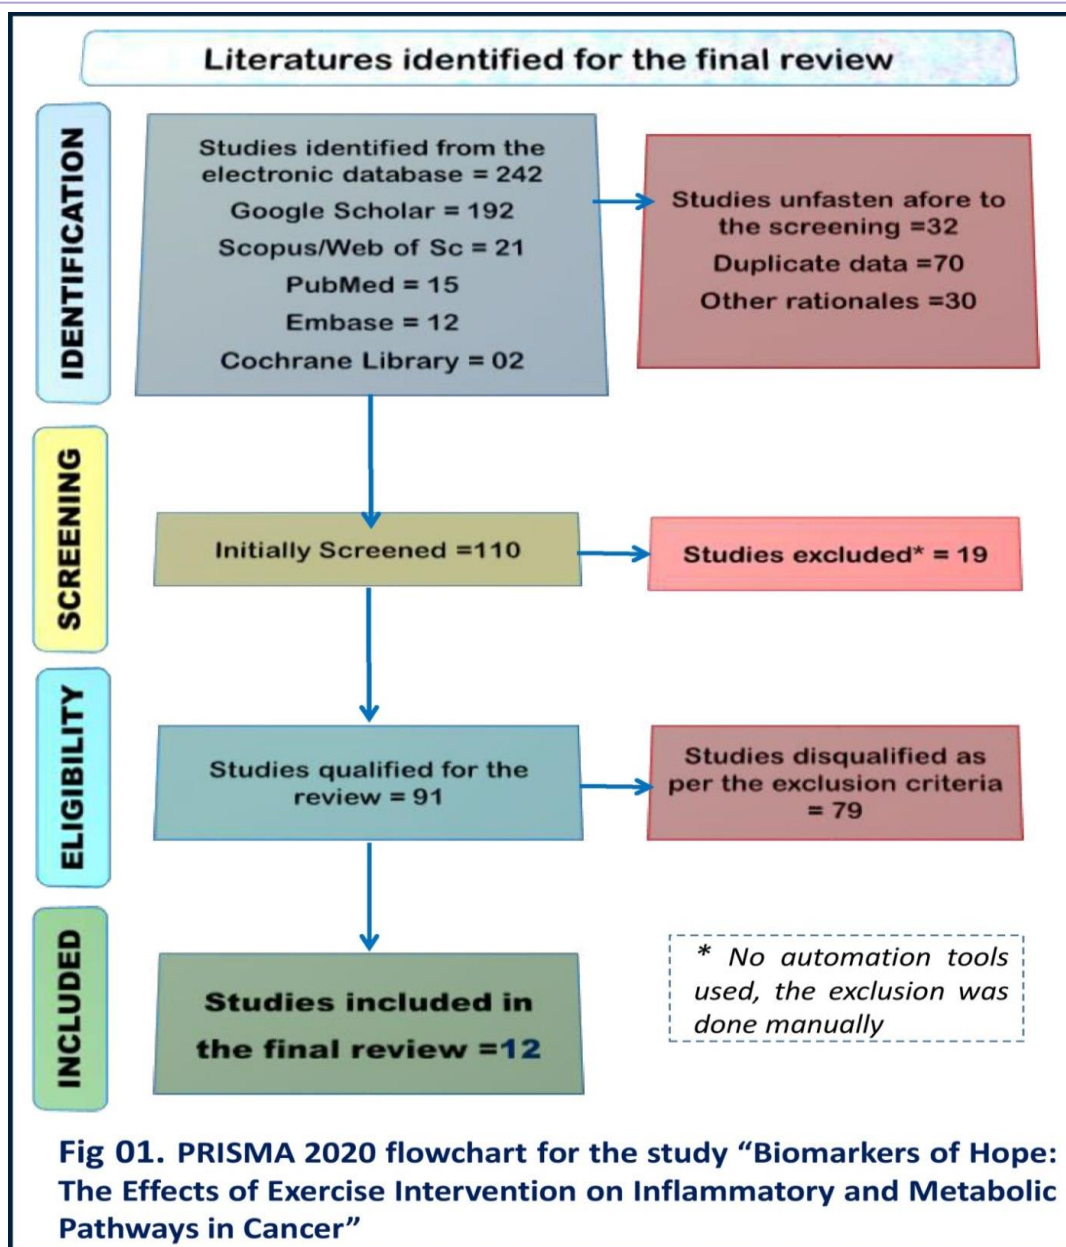 Literatures identified for the final review
IDENTIFICATION
Studies identified from the
electronic database = 242
Google Scholar = 192
Scopus/Web of Sc = 21
PubMed = 15
Embase = 12
Cochrane Library = 02
Studies unfasten afore to
the screening =32
Duplicate data =70
Other rationales =30
SCREENING
Initially Screened =110
Studies excluded* = 19
ELIGIBILITY
Studies qualified for the
review = 91
Studies disqualified as
per the exclusion criteria
= 79
INCLUDED
Studies included in
the final review =12
* No automation tools
used, the exclusion was
done manually
Fig 01. PRISMA 2020 flowchart for the study “Biomarkers of Hope:
The Effects of Exercise Intervention on Inflammatory and Metabolic
Pathways in Cancer”